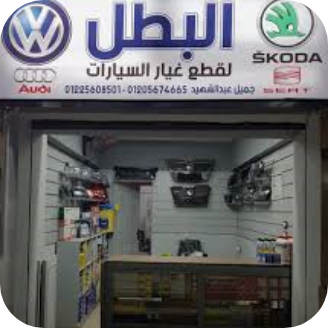 البطل
لقطع غيار السيارات
جميل عبدالشهيد 01205674665 - 01225608501
ŠKODA
SEAT
Audi